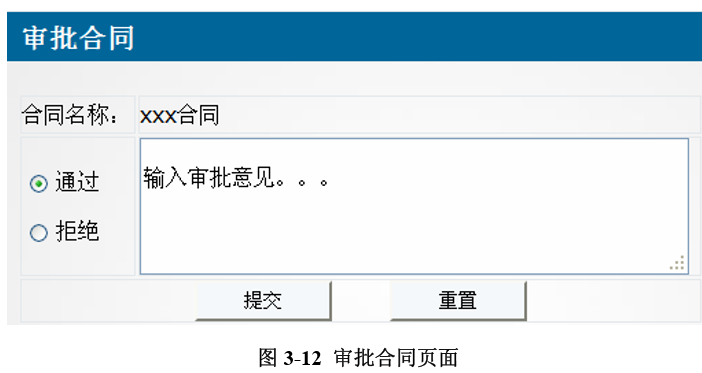 审批合同
合同名称： xxx合同
通过
输入审批意见。。。
拒绝
提交 重置
图 3-12 审批合同页面